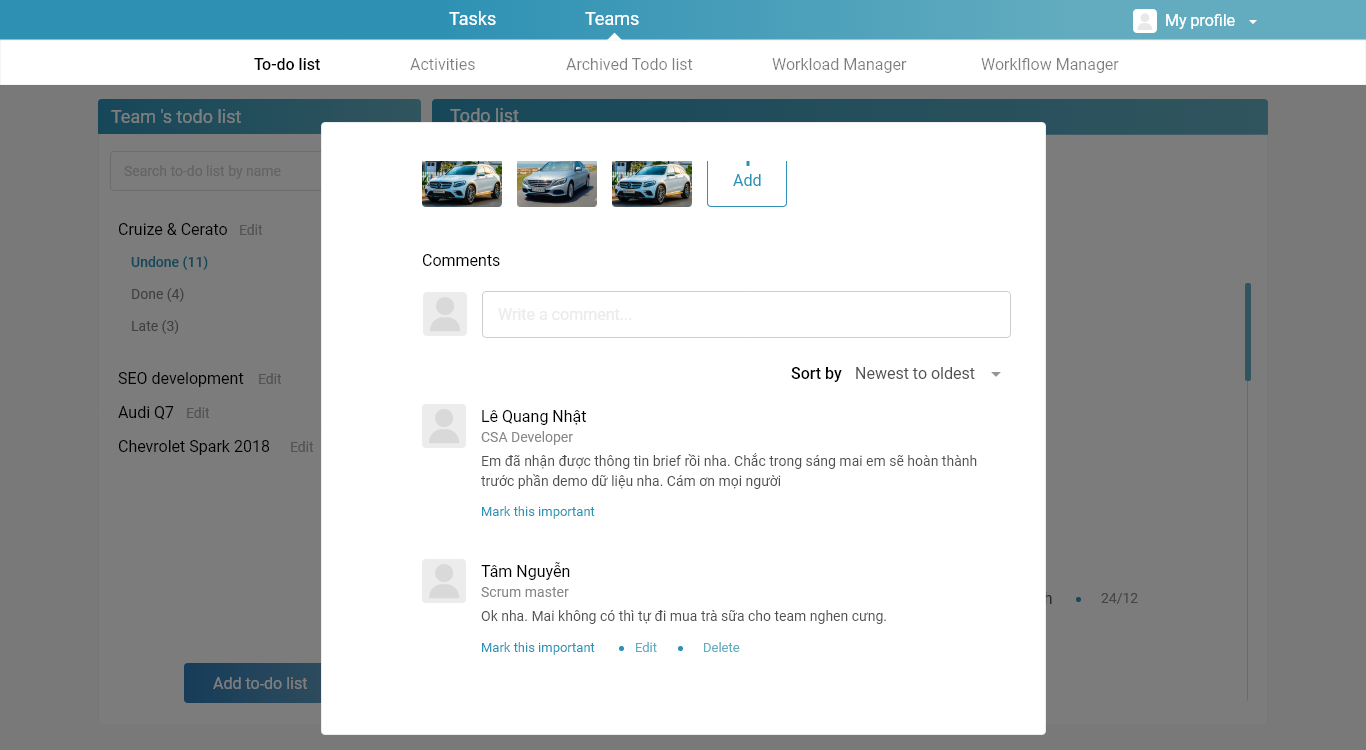 Tasks
Teams
My profile
To-do list
Activities
Archived Todo list
Workload Manager
Worklflow Manager
Team 's todo list
Todo list
Search to-do list by name
Add
Cruize & Cerato
Edit
Undone (11)
Done (4)
Late (3)
SEO development
Edit
Audi Q7
Edit
Chevrolet Spark 2018
Edit
Add to-do list
Comments
Write a comment...
Sort by
Newest to oldest
Lê Quang Nhật
CSA Developer
Em đã nhận được thông tin brief rồi nha. Chắc trong sáng mai em sẽ hoàn thành
trước phần demo dữ liệu nha. Cám ơn mọi người
Mark this important
Tâm Nguyễn
Scrum master
Ok nha. Mai không có thì tự đi mua trà sữa cho team nghen cưng.
Mark this important
Edit
Delete
24/12